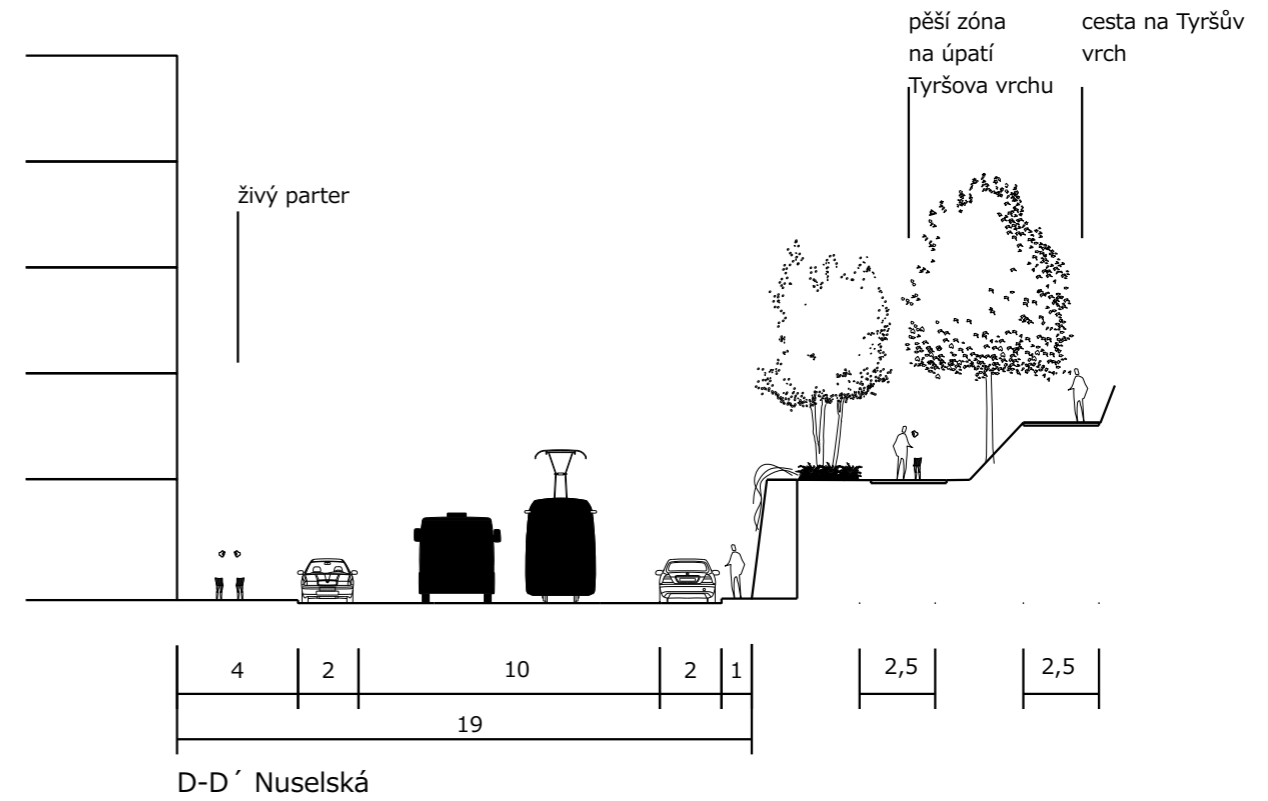 pěší zóna
na úpatí
Tyršova vrchu
cesta na Tyršův
vrch
živý parter
4
2
10
2
1
2,5
2,5
19
D-D´ Nuselská